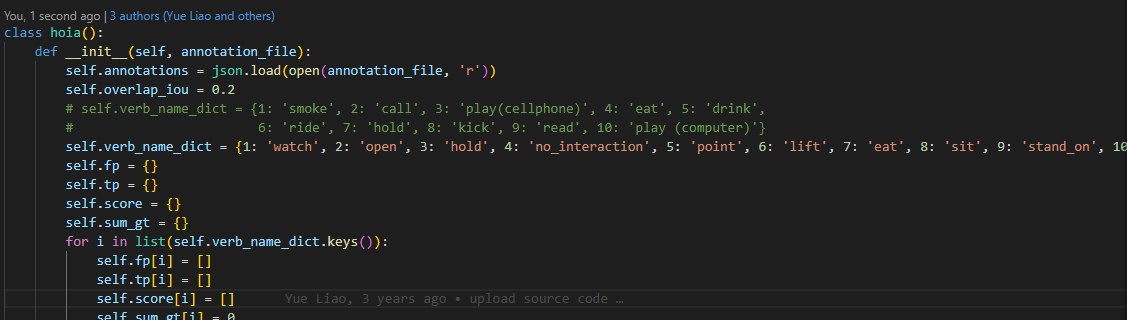 You, 1 second ago | 3 authors (Yue Liao and others)
class hoia():
    def __init__(self, annotation_file):
        self.annotations = json.load(open(annotation_file, 'r'))
        self.overlap_iou = 0.2
        # self.verb_name_dict = {1: 'smoke', 2: 'call', 3: 'play(cellphone)', 4: 'eat', 5: 'drink',
        #                        6: 'ride', 7: 'hold', 8: 'kick', 9: 'read', 10: 'play (computer)'}
        self.verb_name_dict = {1: 'watch', 2: 'open', 3: 'hold', 4: 'no_interaction', 5: 'point', 6: 'lift', 7: 'eat', 8: 'sit', 9: 'stand_on', 10
        self.fp = {}
        self.tp = {}
        self.score = {}
        self.sum_gt = {}
        for i in list(self.verb_name_dict.keys()):
            self.fp[i] = []
            self.tp[i] = []
            self.score[i] = []      Yue Liao, 3 years ago • upload source code …
            self.sum_gt[i] = 0